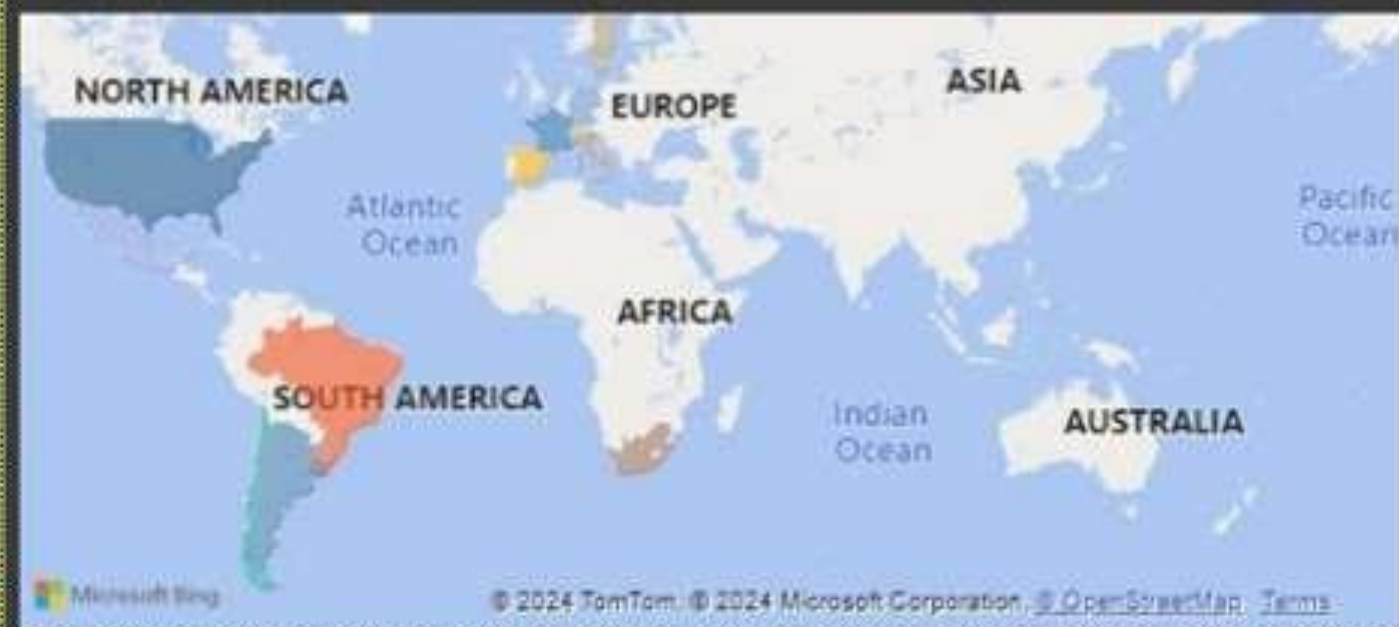 NORTH AMERICA
EUROPE
ASIA
Atlantic
Ocean
Pacific
Ocean
AFRICA
SOUTH AMERICA
Indian
Ocean
AUSTRALIA
Microsoft Bing
© 2024 TomTom, © 2024 Microsoft Corporation, © OpenStreetMap Terms